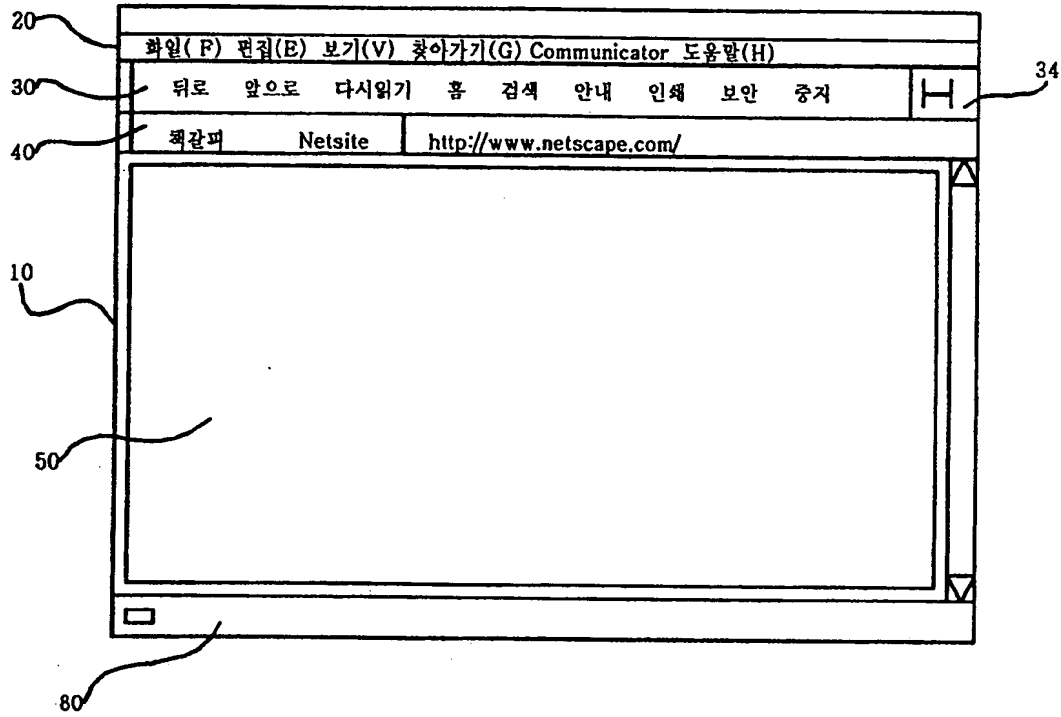 20
화일( F) 편집(E) 보기(V) 찾아가기(G) Communicator 도움말(H)
30 뒤로 앞으로 다시읽기 홈 검색 안내 인쇄 보안 중지 34
40 책갈피 Netsite http://www.netscape.com/
10
50
80